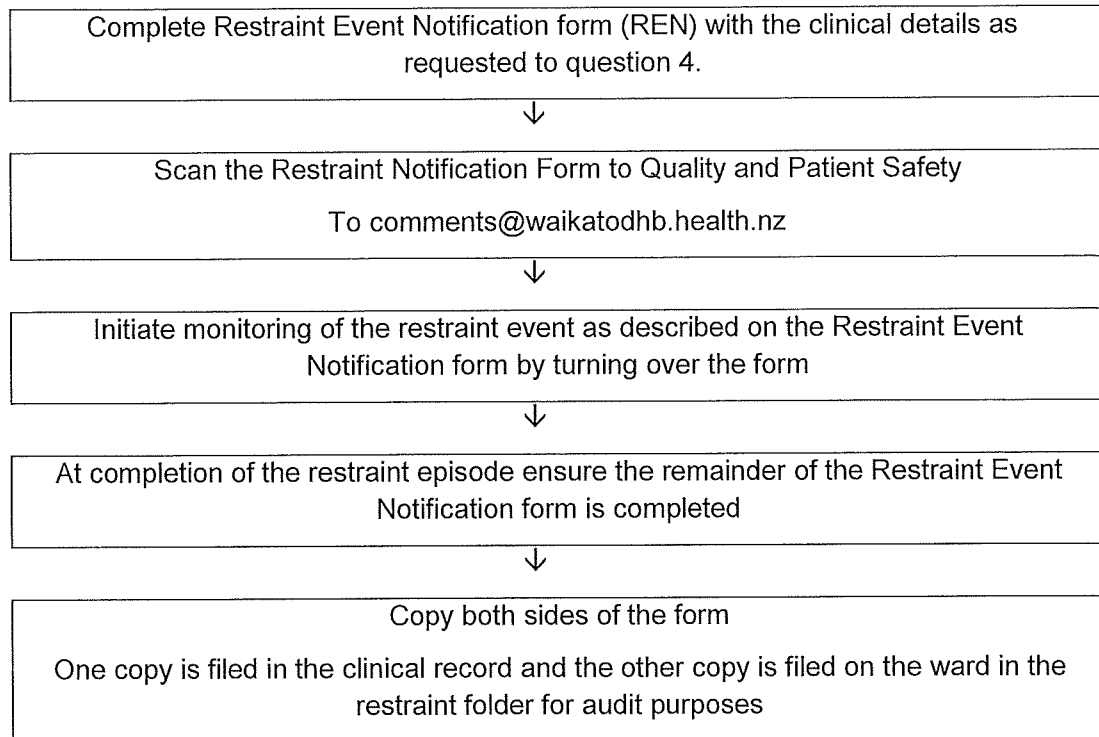 Complete Restraint Event Notification form (REN) with the clinical details as
requested to question 4.
↓
Scan the Restraint Notification Form to Quality and Patient Safety
To comments@waikatodhb.health.nz
↓
Initiate monitoring of the restraint event as described on the Restraint Event
Notification form by turning over the form
↓
At completion of the restraint episode ensure the remainder of the Restraint Event
Notification form is completed
↓
Copy both sides of the form
One copy is filed in the clinical record and the other copy is filed on the ward in the
restraint folder for audit purposes